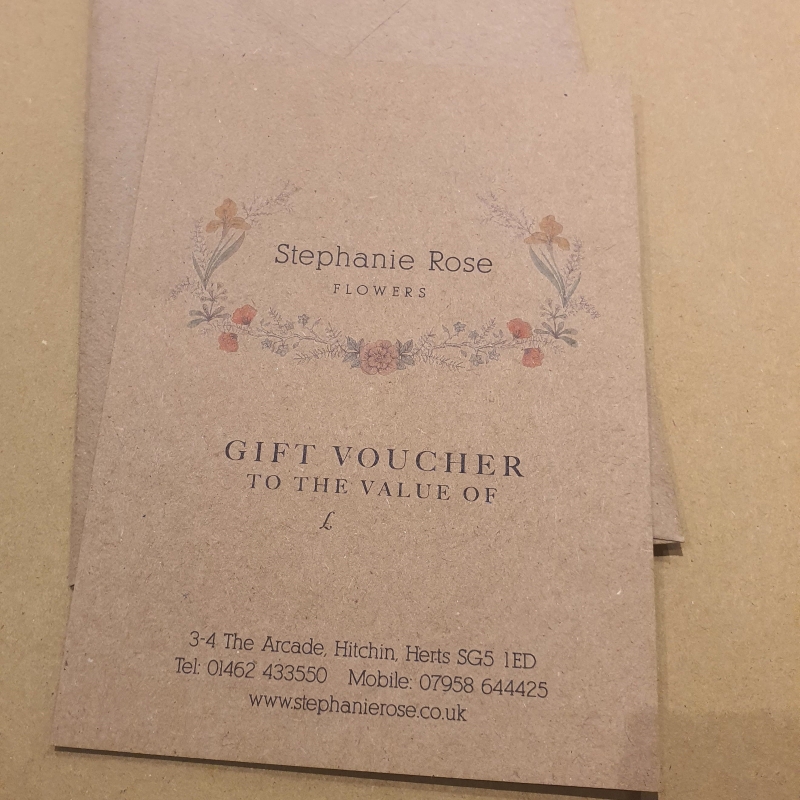 Stephanie Rose
FLOWERS
GIFT VOUCHER
TO THE VALUE OF
£
3-4 The Arcade, Hitchin, Herts SG5 1ED
Tel: 01462 433550 Mobile: 07958 644425
www.stephanierose.co.uk